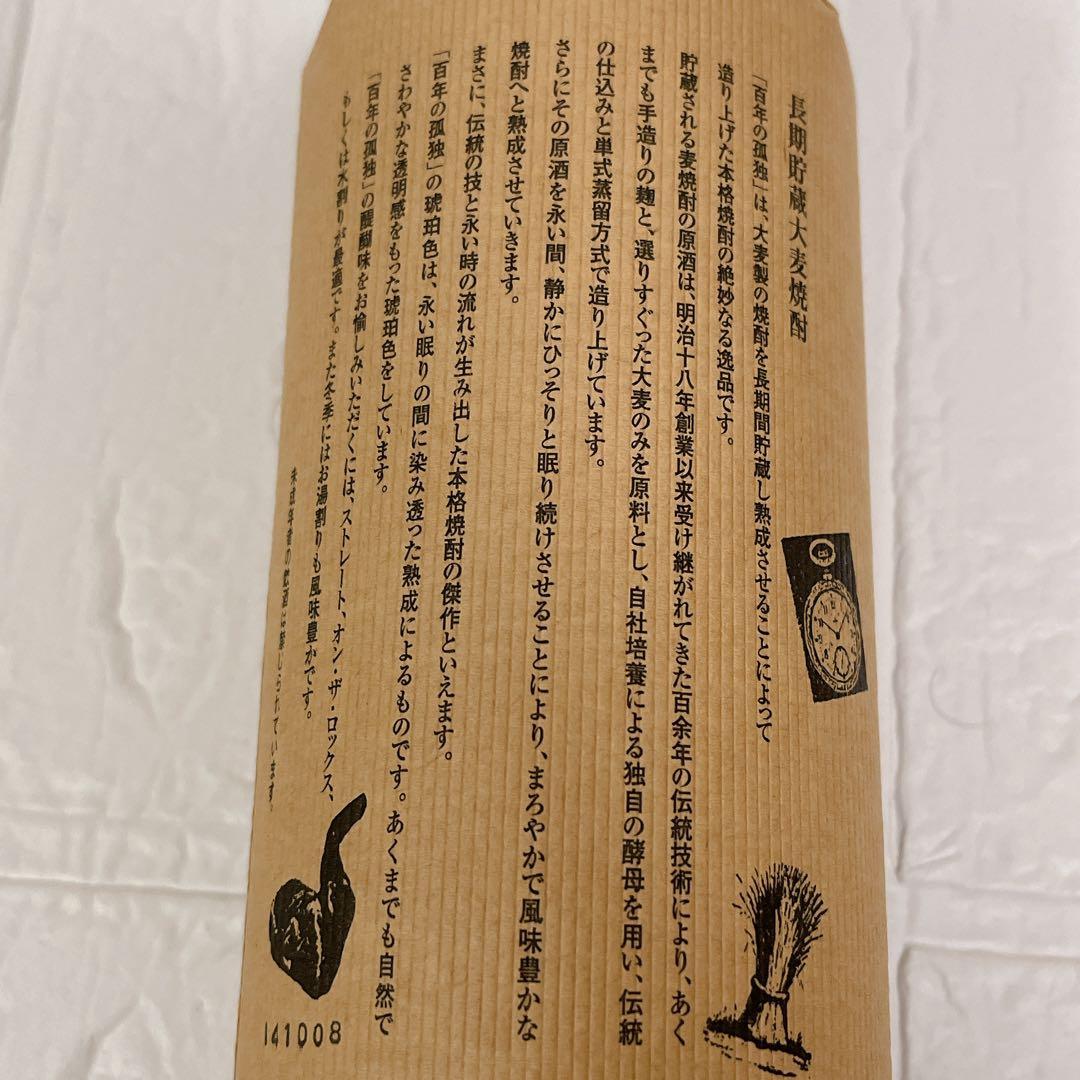 長期貯蔵大麦焼酎
「百年の孤独」は、大麦製の焼酎を長期間貯蔵し熟成させることによって
造り上げた本格焼酎の絶妙なる逸品です。
貯蔵される麦焼酎の原酒は、明治十八年創業以来受け継がれてきた百余年の伝統技術により、あく
までも手造りの麹と、選りすぐった大麦のみを原料とし、自社培養による独自の酵母を用い、伝統
の仕込みと単式蒸留方式で造り上げています。
さらにその原酒を永い間、静かにひっそりと眠り続けさせることにより、まろやかで風味豊かな
焼酎へと熟成させていきます。
まさに、伝統の技と永い時の流れが生み出した本格焼酎の傑作といえます。
「百年の孤独」の琥珀色は、永い眠りの間に染み透った熟成によるものです。あくまでも自然で
さわやかな透明感をもった琥珀色をしています。
「百年の孤独」の醍醐味をお愉しみいただくには、ストレート、オン・ザ・ロックス、
もしくは水割りが最適です。また冬季にはお湯割りも風味豊かです。
未成年者の飲酒は禁じられています。
141008